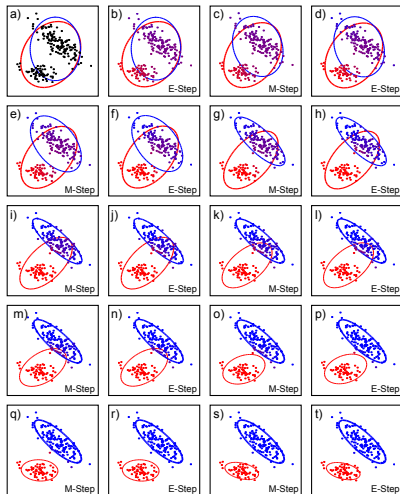 a) b) c) d)
E-Step M-Step E-Step
e) f) g) h)
M-Step E-Step M-Step E-Step
i) j) k) l)
M-Step E-Step M-Step E-Step
m) n) o) p)
M-Step E-Step M-Step E-Step
q) r) s) t)
M-Step E-Step M-Step E-Step